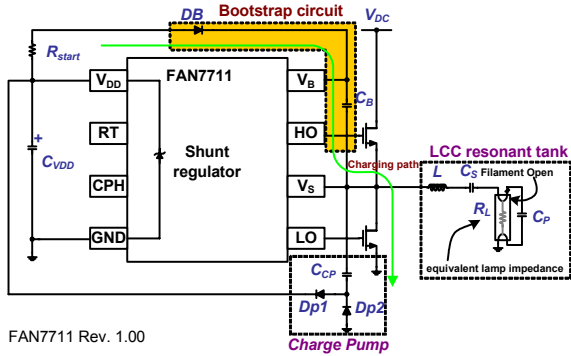 Bootstrap circuit
DB
VDC
Rstart
FAN7711
VDD
VB
CB
RT
HO
Shunt
regulator
Charging path
LCC resonant tank
CVDD
CPH
VS
L
CS
Filament Open
RL
CP
GND
LO
equivalent lamp impedance
CCP
Dp1
Dp2
FAN7711 Rev. 1.00
Charge Pump
+